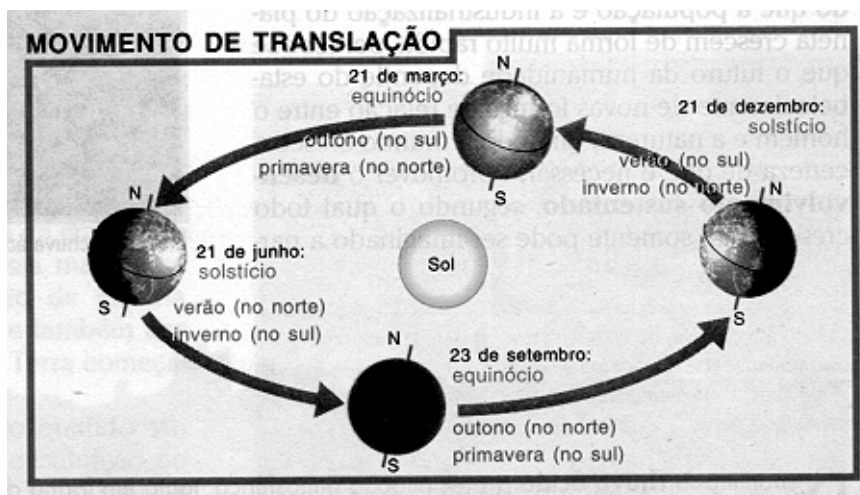 MOVIMENTO DE TRANSLAÇÃO
N
21 de março:
equinócio
outono (no sul)
primavera (no norte)
S
21 de dezembro:
solstício
verão (no sul)
inverno (no norte)
N
S
N
21 de junho:
solstício
verão (no norte)
inverno (no sul)
S
Sol
N
23 de setembro:
equinócio
outono (no norte)
primavera (no sul)
S